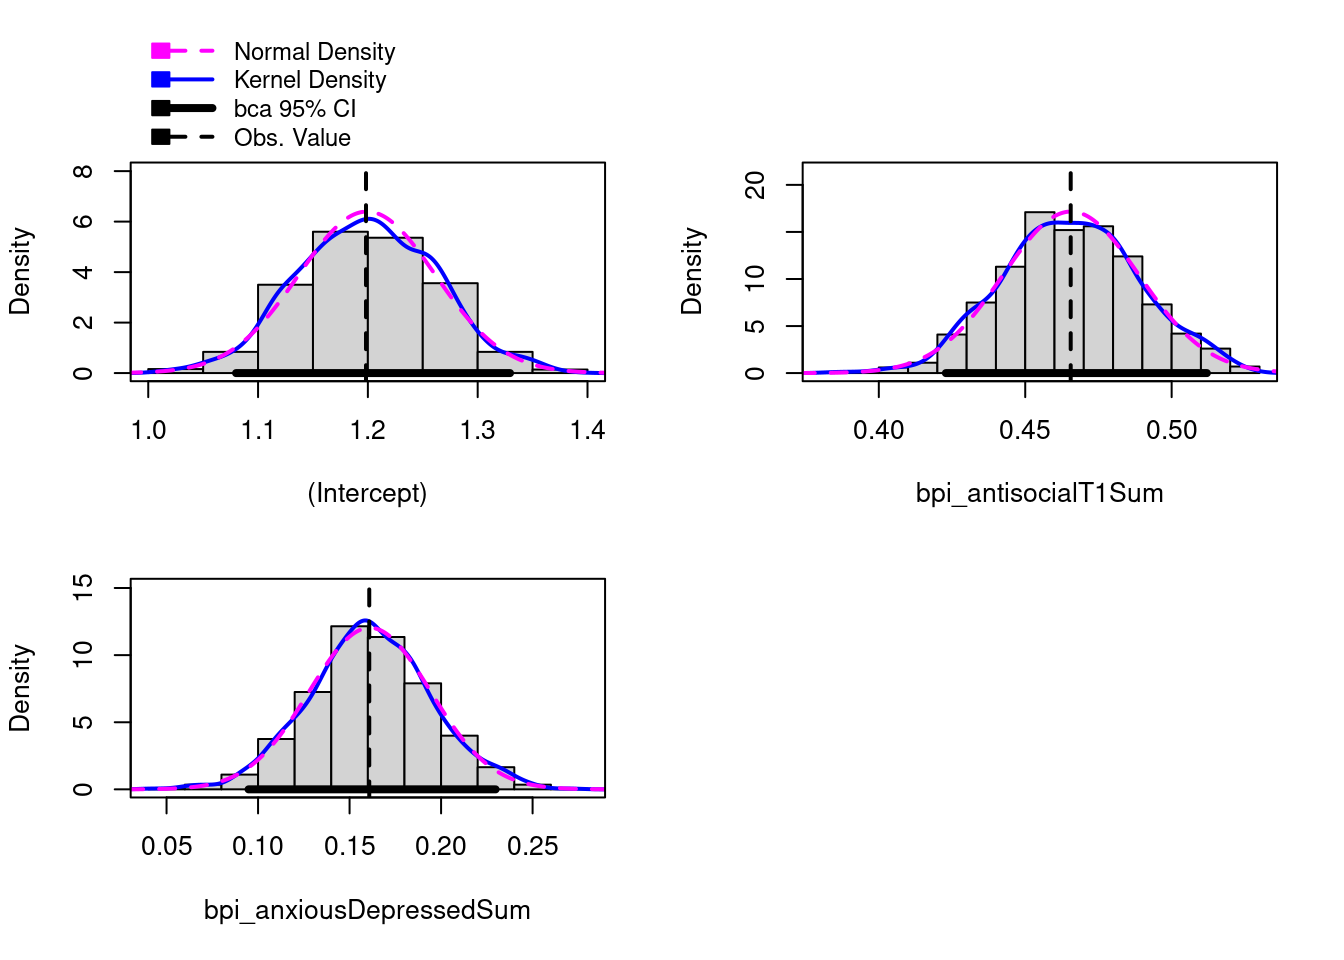 Normal Density
Kernel Density
bca 95% CI
Obs. Value
Density
0 2 4 6 8
1.0 1.1 1.2 1.3 1.4
(Intercept)
Density
0 5 10 20
0.40 0.45 0.50
bpi_antisocialT1Sum
Density
0 5 10 15
0.05 0.10 0.15 0.20 0.25
bpi_anxiousDepressedSum